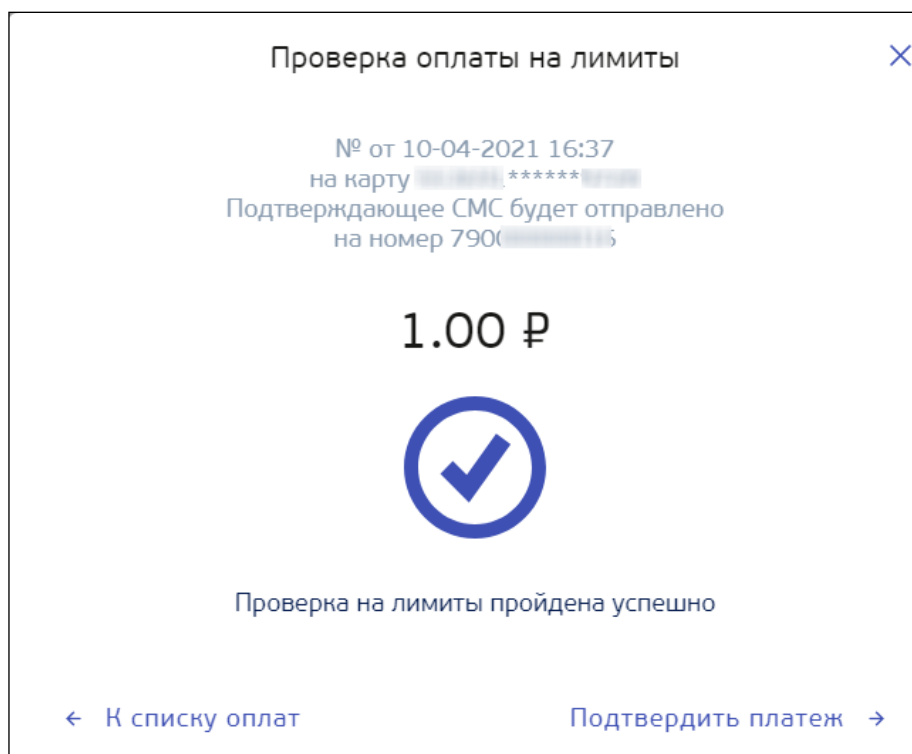 Проверка оплаты на лимиты
№ от 10-04-2021 16:37
на карту ******
Подтверждающее СМС будет отправлено
на номер
1.00 ₽
Проверка на лимиты пройдена успешно
← К списку оплат
Подтвердить платеж →